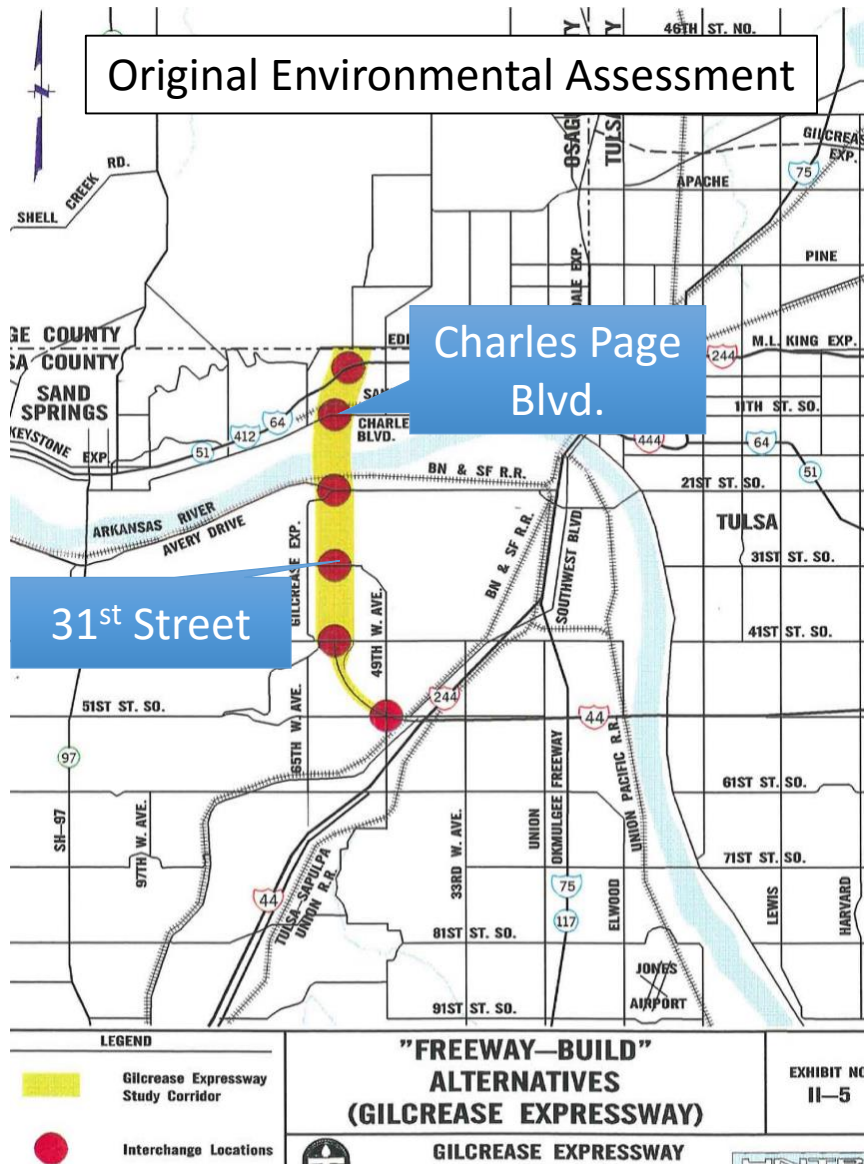 46TH ST. NO.
Original Environmental Assessment
OSAGE
TULSA
GILCREASE
EXP.
75
APACHE
SHELL CREEK RD.
PINE
COUNTY
COUNTY
SAND
SPRINGS
KEYSTONE
EXP.
51
412
64
CHARLES
BLVD.
Charles Page
Blvd.
M.L. KING EXP.
244
11TH ST. SO.
444
64
51
BN & SF R.R.
21ST ST. SO.
ARKANSAS RIVER
AVERY DRIVE
TULSA
GILCREASE EXP.
BN & SF R.R.
SOUTHWEST BLVD
31ST ST. SO.
31st Street
49TH W. AVE.
41ST ST. SO.
244
51ST ST. SO.
44
65TH W. AVE.
97
SH-97
97TH W. AVE.
33RD W. AVE.
UNION
OKMULGEE FREEWAY
UNION PACIFIC R.R.
61ST ST. SO.
71ST ST. SO.
44
TULSA-SAPULPA
UNION R.R.
75
117
ELWOOD
LEWIS
HARVARD
81ST ST. SO.
JONES
AIRPORT
91ST ST. SO.
LEGEND
Gilcrease Expressway
Study Corridor
Interchange Locations
"FREEWAY-BUILD"
ALTERNATIVES
(GILCREASE EXPRESSWAY)
EXHIBIT NO
II-5
GILCREASE EXPRESSWAY